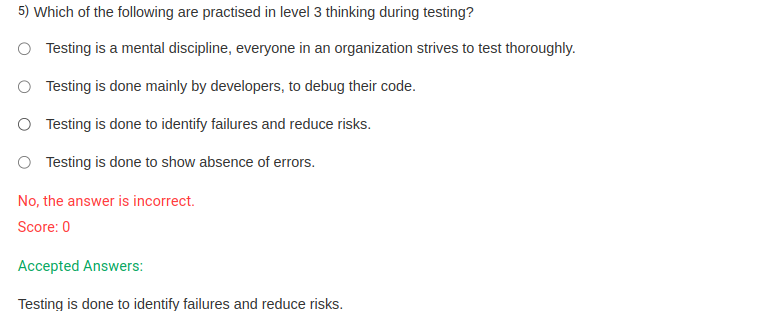 5) Which of the following are practised in level 3 thinking during testing?
Testing is a mental discipline, everyone in an organization strives to test thoroughly.
Testing is done mainly by developers, to debug their code.
Testing is done to identify failures and reduce risks.
Testing is done to show absence of errors.
No, the answer is incorrect.
Score: 0
Accepted Answers:
Testing is done to identify failures and reduce risks.